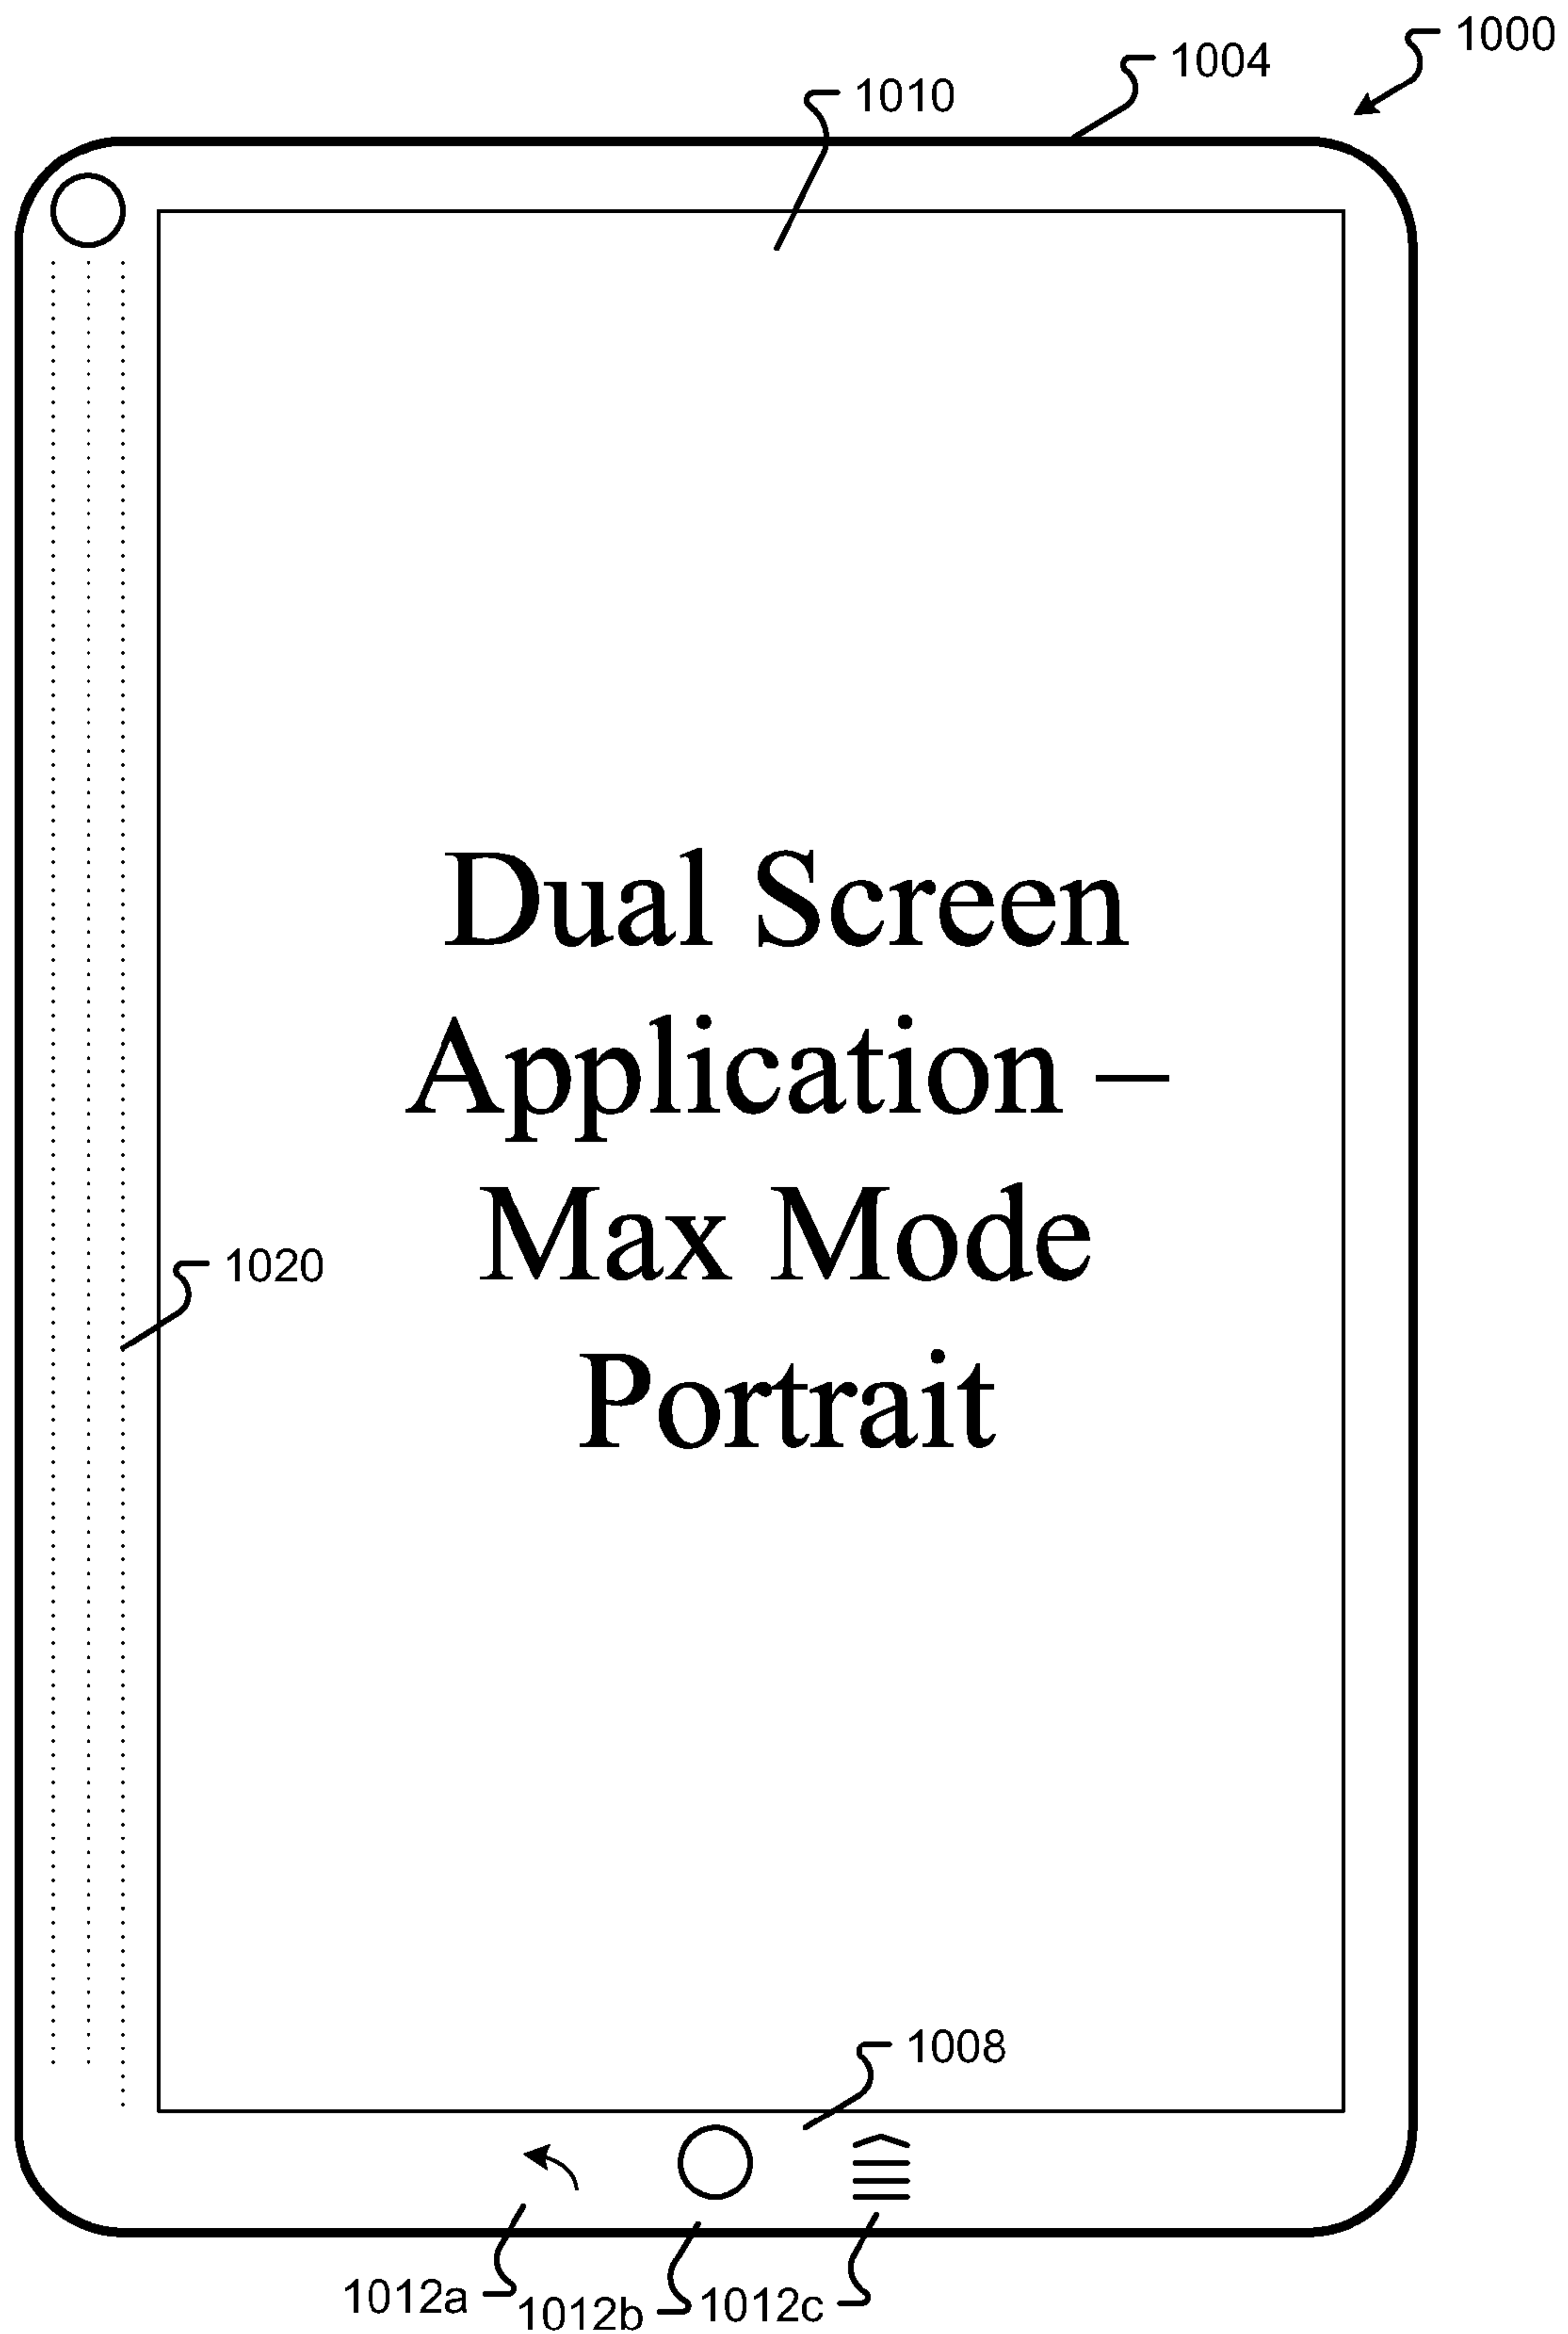 1000
1004
1010
Dual Screen
Application –
Max Mode
Portrait
1020
1008
1012a
1012b
1012c